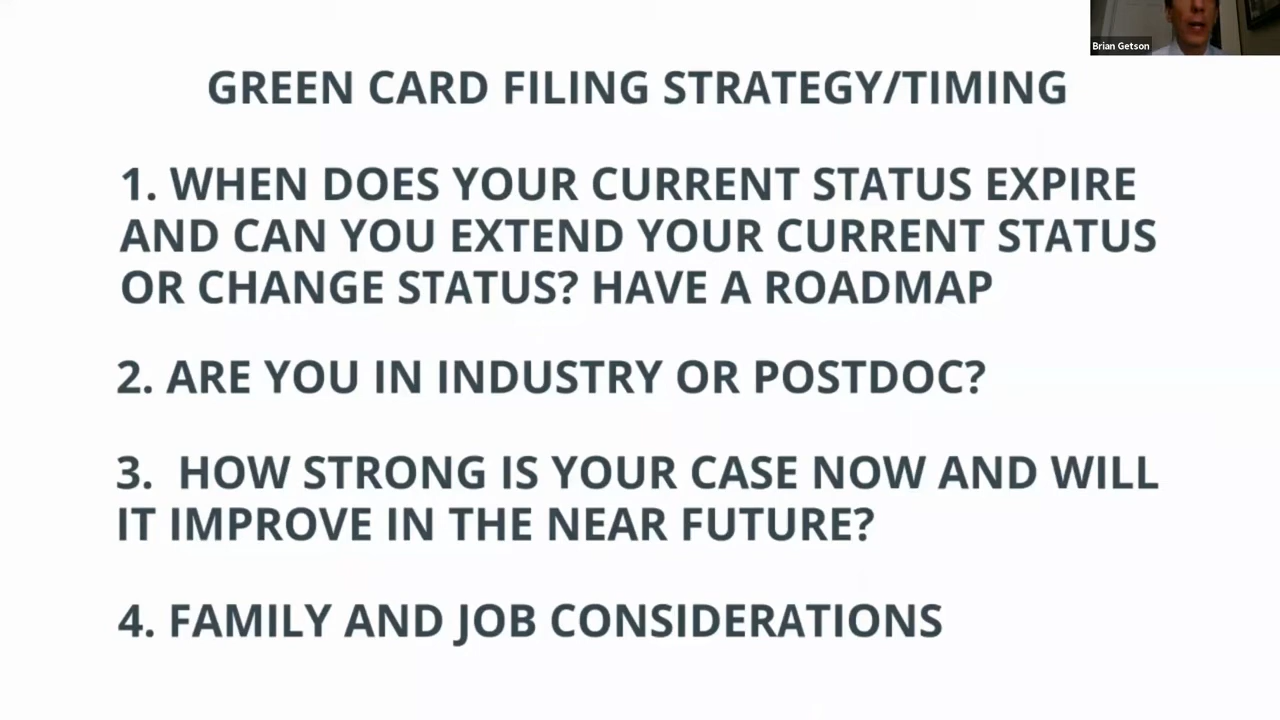 Brian Getson
GREEN CARD FILING STRATEGY/TIMING
1. WHEN DOES YOUR CURRENT STATUS EXPIRE
AND CAN YOU EXTEND YOUR CURRENT STATUS
OR CHANGE STATUS? HAVE A ROADMAP
2. ARE YOU IN INDUSTRY OR POSTDOC?
3. HOW STRONG IS YOUR CASE NOW AND WILL
IT IMPROVE IN THE NEAR FUTURE?
4. FAMILY AND JOB CONSIDERATIONS